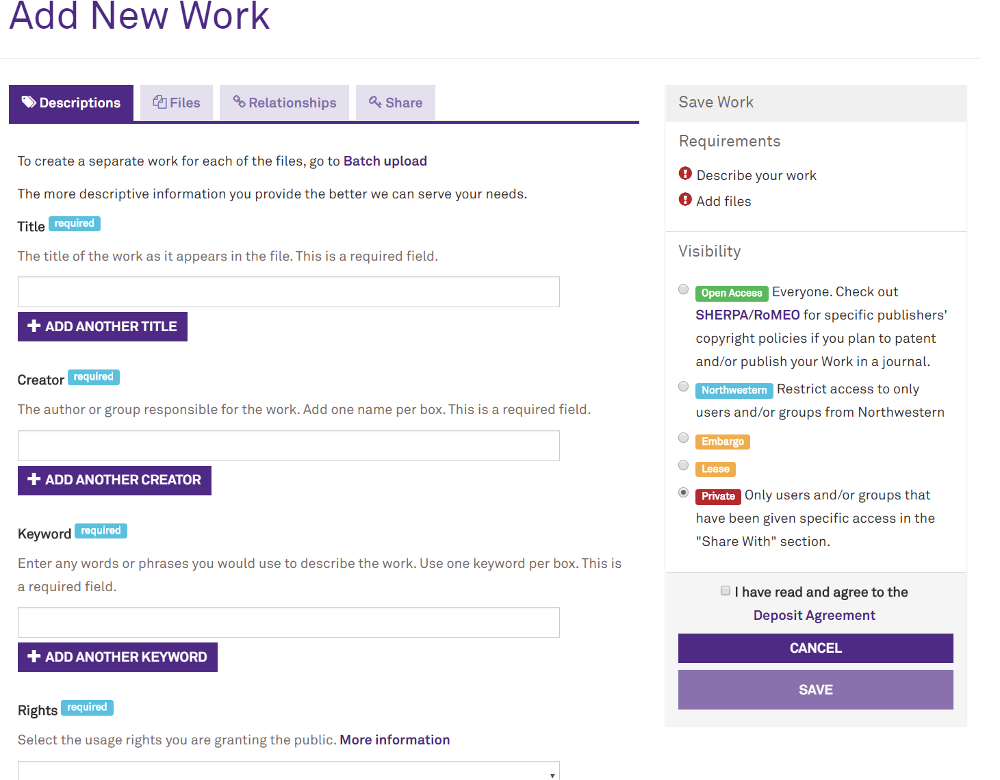 Add New Work
Descriptions
Files
Relationships
Share
To create a separate work for each of the files, go to Batch upload
The more descriptive information you provide the better we can serve your needs.
Title required
The title of the work as it appears in the file. This is a required field.
ADD ANOTHER TITLE
Creator required
The author or group responsible for the work. Add one name per box. This is a required field.
ADD ANOTHER CREATOR
Keyword required
Enter any words or phrases you would use to describe the work. Use one keyword per box. This is
a required field.
ADD ANOTHER KEYWORD
Rights required
Select the usage rights you are granting the public. More information
Save Work
Requirements
Describe your work
Add files
Visibility
Open Access Everyone. Check out
SHERPA/RoMEO for specific publishers'
copyright policies if you plan to patent
and/or publish your Work in a journal.
Northwestern Restrict access to only
users and/or groups from Northwestern
Embargo
Lease
Private Only users and/or groups that
have been given specific access in the
"Share With" section.
I have read and agree to the
Deposit Agreement
CANCEL
SAVE